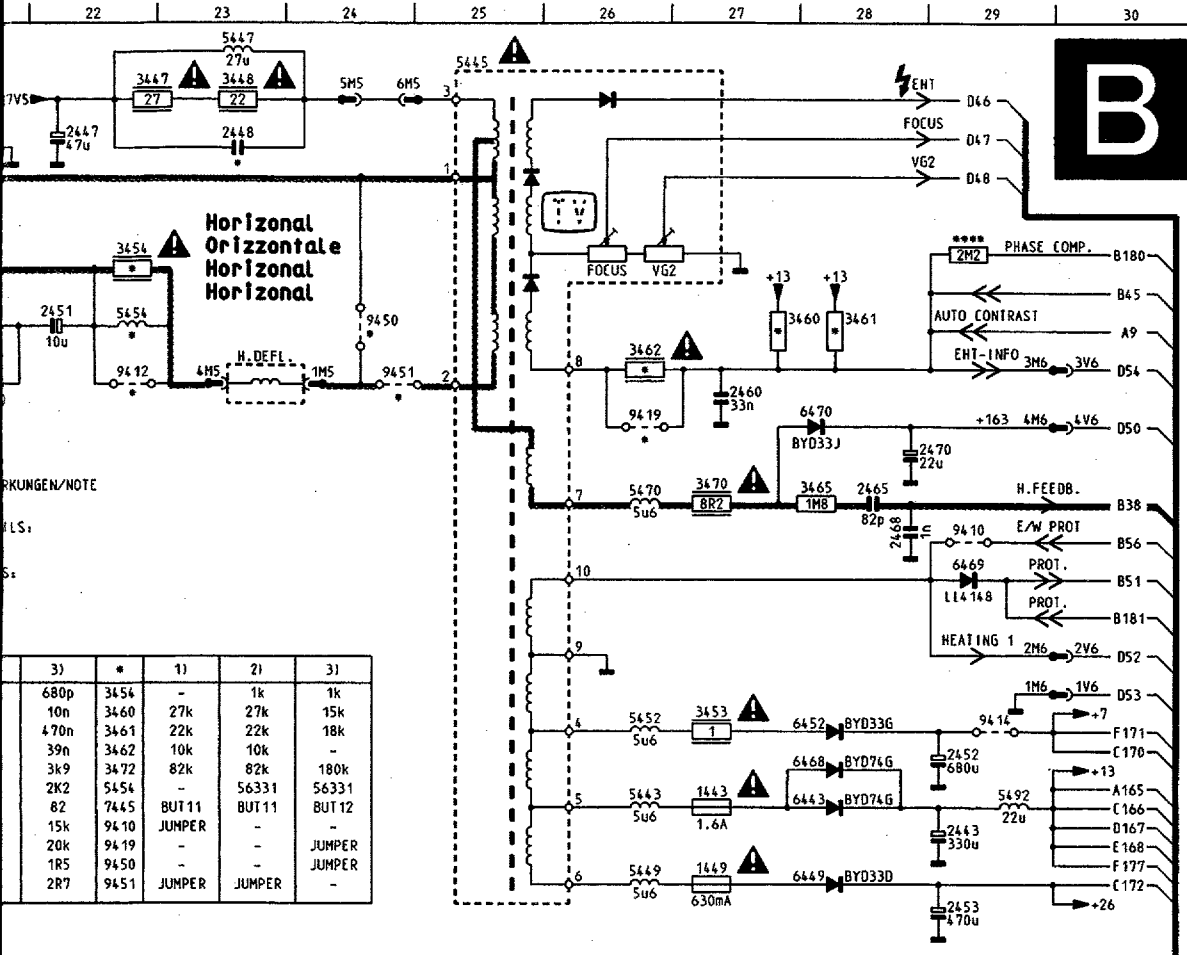 22 23 24 25 26 27 28 29 30
B
5447
27u
3447
27
3448
22
2448
*
7VS
2447
47u
5M5 6M5
5445
3
1
EHT D46
FOCUS D47
VG2 D48
TV
FOCUS VG2
Horizonal
Orizzontale
Horizonal
Horizonal
3454
*
2451
10u
5454
*
9412
*
4M5 H.DEFL. 1M5
9450
*
9451
*
2
8
3462
*
9419
*
2460
33n
+13
3460
*
+13
3461
*
****
2M2
PHASE COMP. B180
B45
AUTO CONTRAST A9
EHT-INFO 3M6 3V6 D54
6470
BYD33J
+163 4M6 4V6 D50
2470
22u
7
5470
5u6
3470
8R2
3465
1M8
2465
82p
2468
1n
H.FEEDB. B38
9410
E/W PROT B56
10
6469
LL4148
PROT. B51
PROT. B181
HEATING 1 2M6 2V6 D52
9
1M6 1V6 D53
4
5452
5u6
3453
1
6452 BYD33G
2452
680u
9414
+7
F171
C170
5
5443
5u6
1443
1.6A
6468 BYD74G
6443 BYD74G
2443
330u
5492
22u
+13
A165
C166
D167
E168
F177
6
5449
5u6
1449
630mA
6449 BYD33D
2453
470u
C172
+26
RKUNGEN/NOTE
ILS:
S:
3) * 1) 2) 3)
680p 3454 - 1k 1k
10n 3460 27k 27k 15k
470n 3461 22k 22k 18k
39n 3462 10k 10k -
3k9 3472 82k 82k 180k
2K2 5454 - 56331 56331
82 7445 BUT11 BUT11 BUT12
15k 9410 JUMPER - -
20k 9419 - - JUMPER
1R5 9450 - - JUMPER
2R7 9451 JUMPER JUMPER -